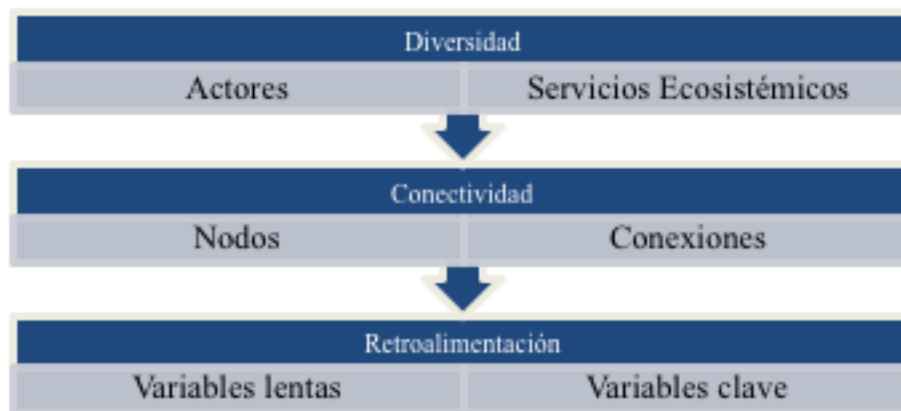 Diversidad
Actores Servicios Ecosistémicos
Conectividad
Nodos Conexiones
Retroalimentación
Variables lentas Variables clave